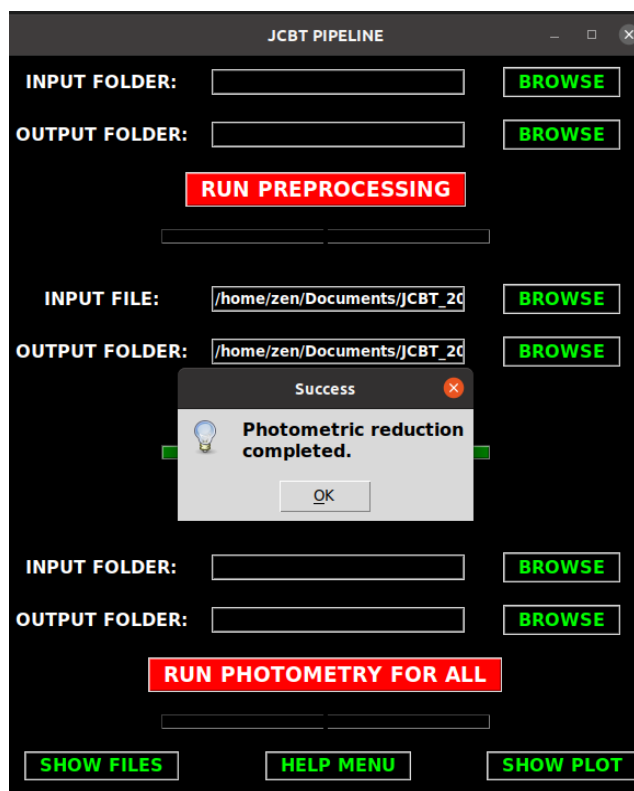 JCBT PIPELINE
INPUT FOLDER: BROWSE
OUTPUT FOLDER: BROWSE
RUN PREPROCESSING
INPUT FILE: /home/zen/Documents/JCBT_20 BROWSE
OUTPUT FOLDER: /home/zen/Documents/JCBT_20 BROWSE
Success
Photometric reduction
completed.
OK
INPUT FOLDER: BROWSE
OUTPUT FOLDER: BROWSE
RUN PHOTOMETRY FOR ALL
SHOW FILES HELP MENU SHOW PLOT